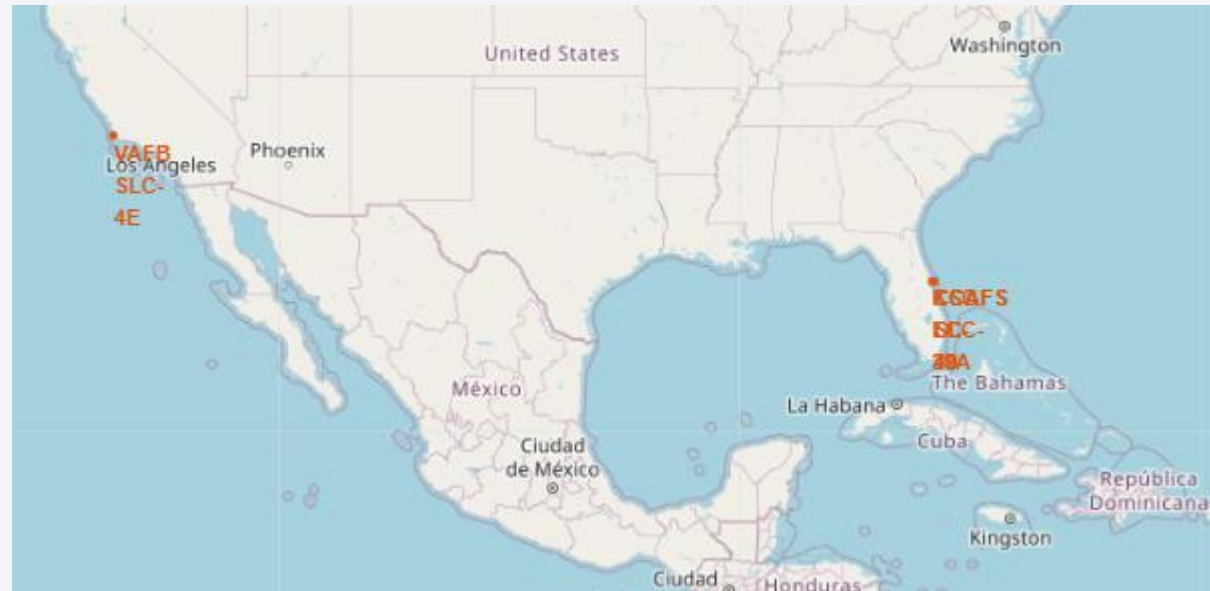 Washington
United States
Phoenix
VAFB
Los Angeles
SLC-
4E
The Bahamas
México
La Habana
Cuba
Ciudad
de México
República
Dominicana
Kingston
Ciudad
Honduras